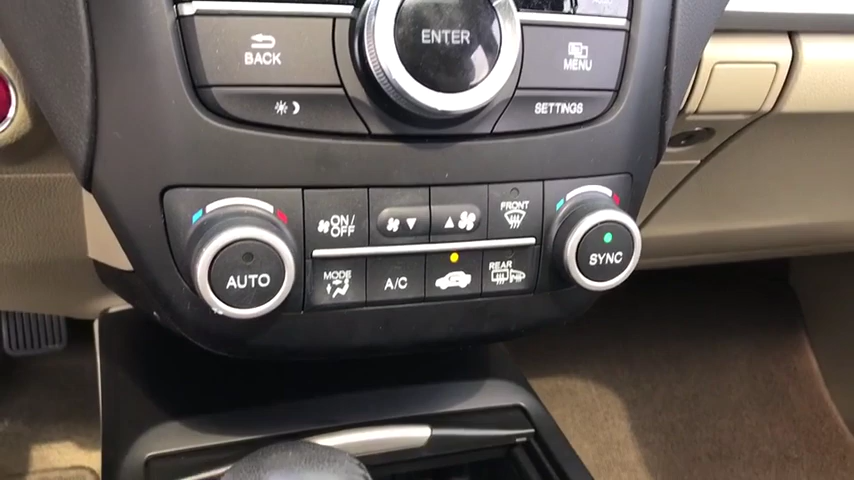 ENTER
BACK
MENU
SETTINGS
ON/
OFF
FRONT
AUTO
MODE
A/C
REAR
SYNC